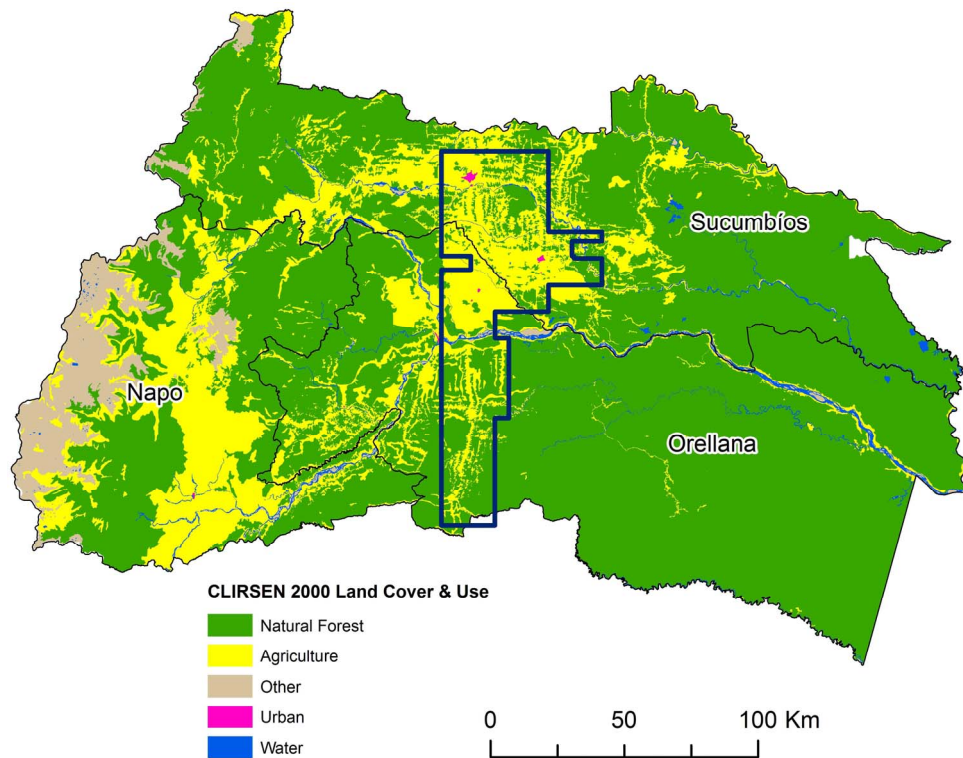 Sucumbíos
Napo
Orellana
CLIRSEN 2000 Land Cover & Use
Natural Forest
Agriculture
Other
Urban
Water
0 50 100 Km